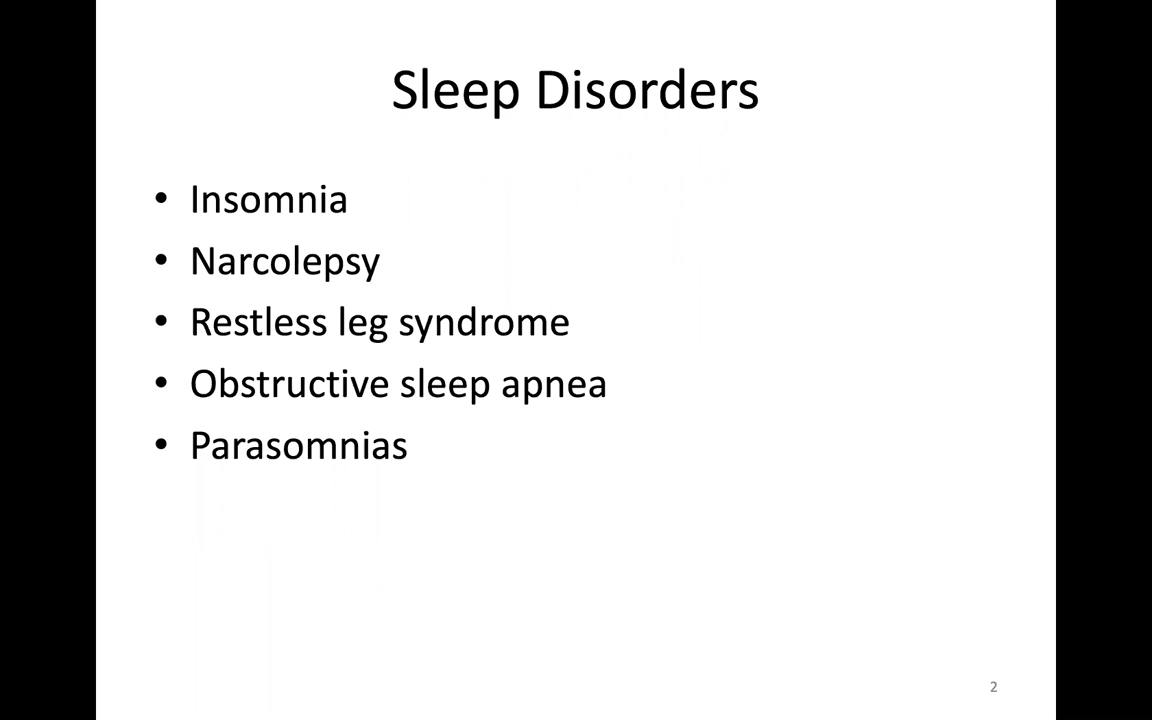 Sleep Disorders
• Insomnia
• Narcolepsy
• Restless leg syndrome
• Obstructive sleep apnea
• Parasomnias
2